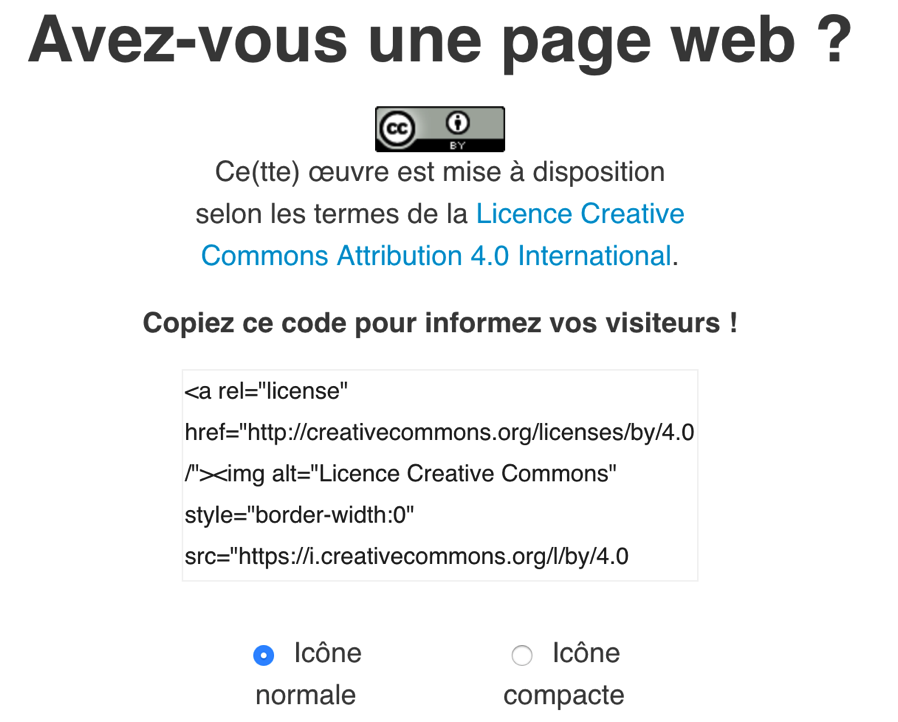 Avez-vous une page web ?
cc
BY
Ce(tte) œuvre est mise à disposition
selon les termes de la Licence Creative
Commons Attribution 4.0 International.
Copiez ce code pour informez vos visiteurs !
<a rel="license"
href="http://creativecommons.org/licenses/by/4.0
/"><img alt="Licence Creative Commons"
style="border-width:0"
src="https://i.creativecommons.org/l/by/4.0
Icône normale
Icône compacte